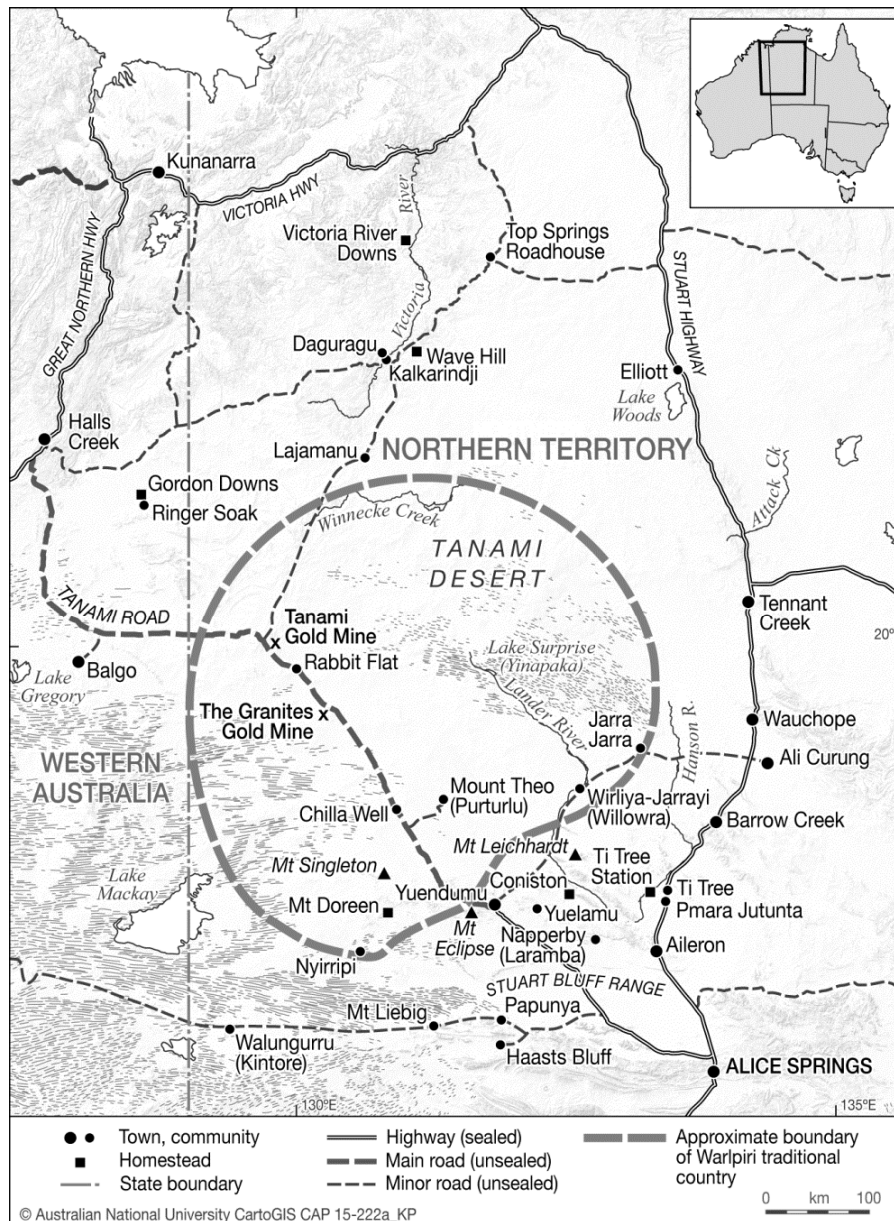 Kunanarra
VICTORIA HWY
GREAT NORTHERN HWY
River
Victoria
Victoria River
Downs
Top Springs
Roadhouse
STUART HIGHWAY
Daguragu
Kalkarindji
Wave Hill
Elliott
Lake
Woods
Halls
Creek
Lajamanu
NORTHERN TERRITORY
Gordon Downs
Ringer Soak
Winnecke Creek
Attack Ck
TANAMI
DESERT
TANAMI ROAD
Tanami
Gold Mine
Tennant
Creek
20°
Balgo
Lake
Gregory
Rabbit Flat
Lake Surprise
(Yinapaka)
Lander River
Hanson R.
The Granites
Gold Mine
Jarra
Jarra
Wauchope
WESTERN
AUSTRALIA
Ali Curung
Mount Theo
(Purturlu)
Wirliya-Jarrayi
(Willowra)
Chilla Well
Barrow Creek
Mt Leichhardt
Mt Singleton
Ti Tree
Station
Lake
Mackay
Yuendumu
Coniston
Ti Tree
Mt Doreen
Yuelamu
Pmara Jutunta
Mt
Eclipse
Napperby
(Laramba)
Aileron
Nyirripi
STUART BLUFF RANGE
Mt Liebig
Papunya
Walungurru
(Kintore)
Haasts Bluff
ALICE SPRINGS
130°E
135°E
Town, community
Homestead
State boundary
Highway (sealed)
Main road (unsealed)
Minor road (unsealed)
Approximate boundary
of Warlpiri traditional
country
0 km 100
© Australian National University CartoGIS CAP 15-222a_KP